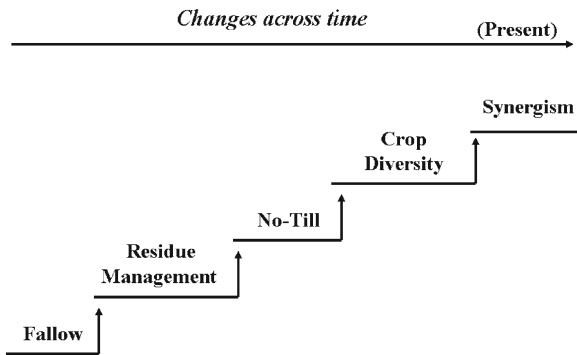 Changes across time
(Present)
Synergism
Crop
Diversity
No-Till
Residue
Management
Fallow